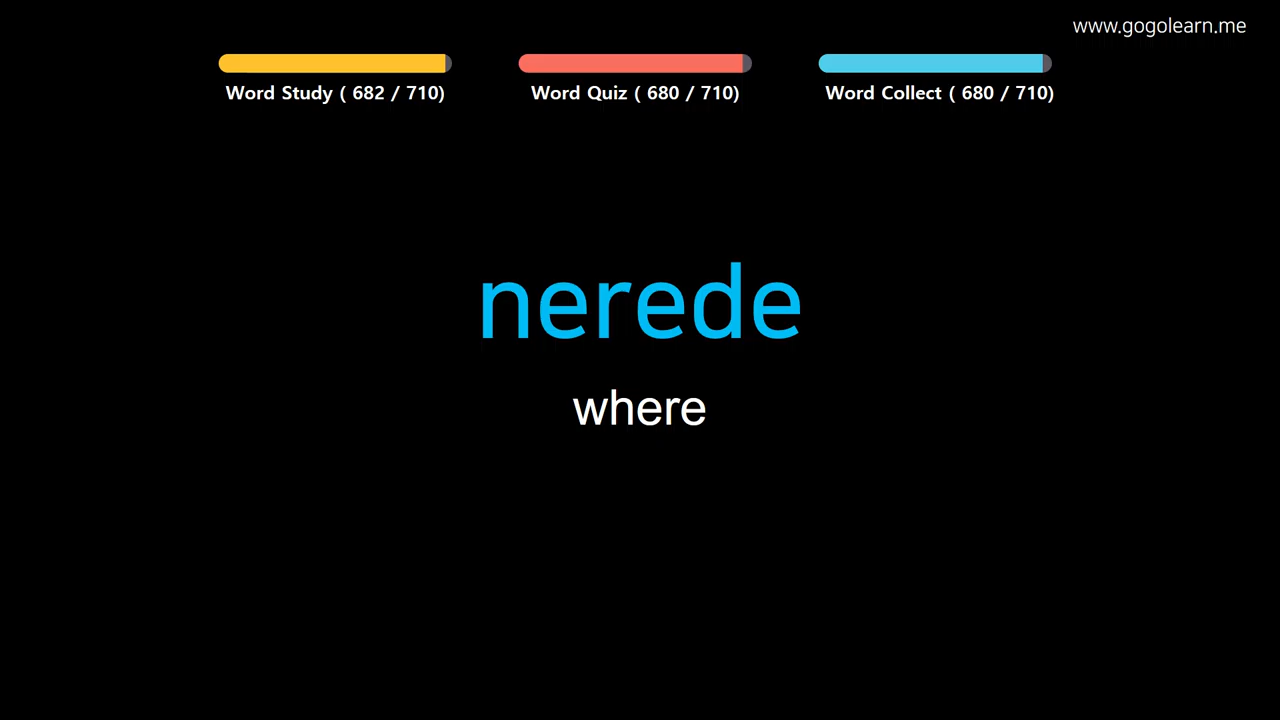 www.gogolearn.me
Word Study ( 682 / 710)
Word Quiz ( 680 / 710)
Word Collect ( 680 / 710)
nerede
where